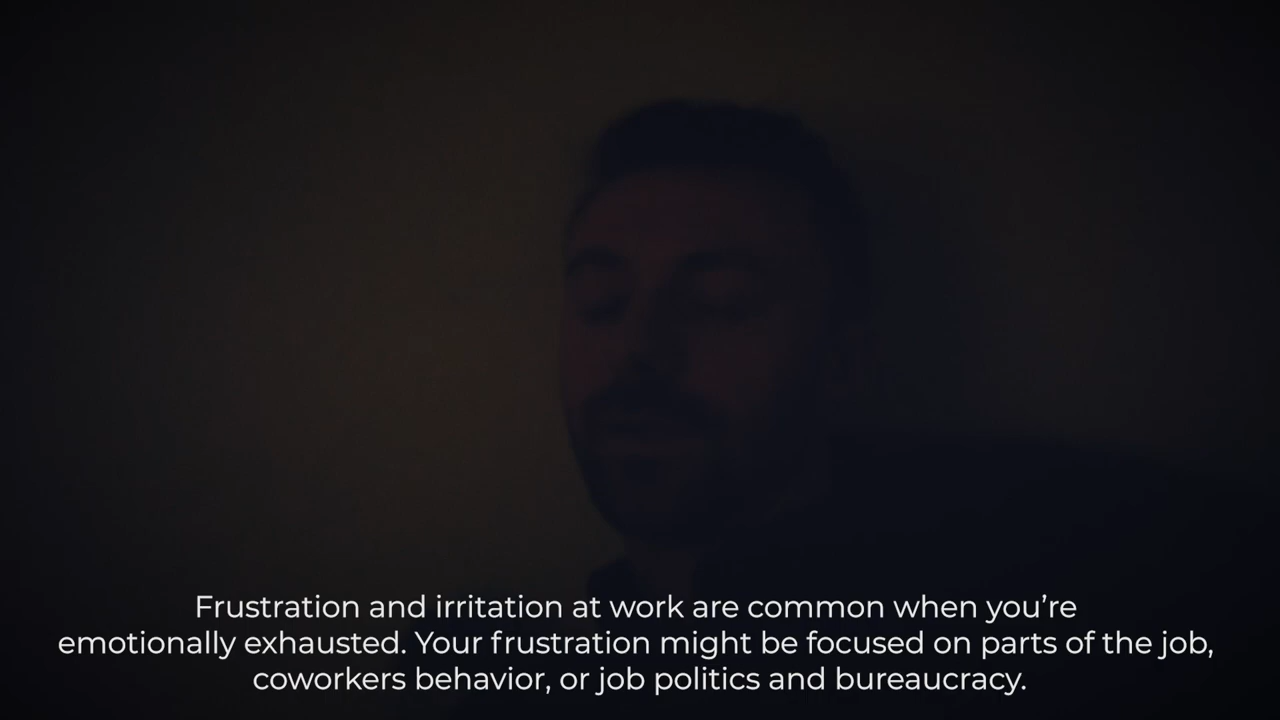 Frustration and irritation at work are common when you’re
emotionally exhausted. Your frustration might be focused on parts of the job,
coworkers behavior, or job politics and bureaucracy.